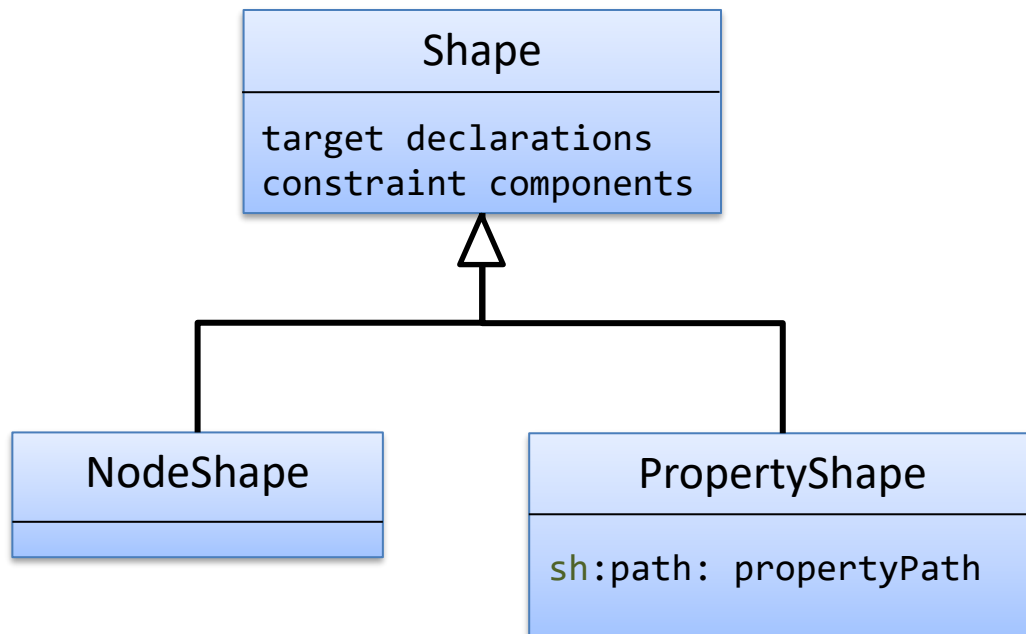 Shape
target declarations
constraint components
NodeShape
PropertyShape
sh:path: propertyPath